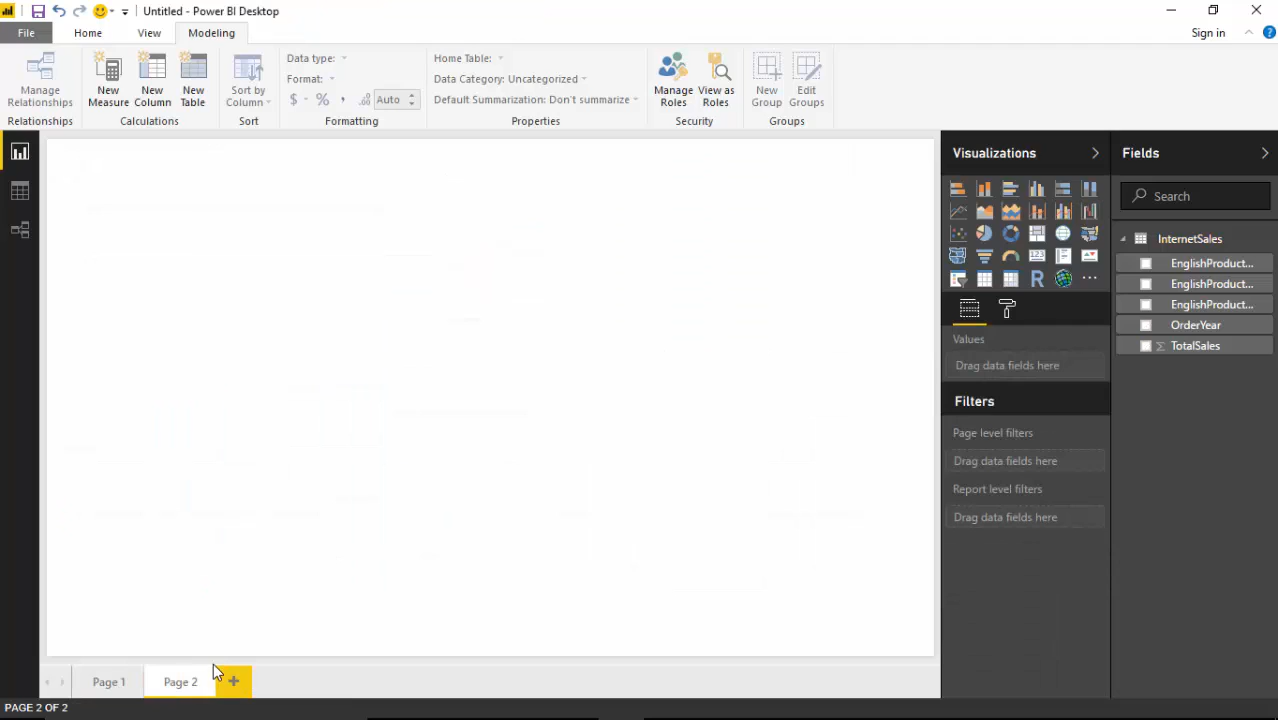 Untitled - Power BI Desktop
File
Home
View
Modeling
Sign in
Manage
Relationships
Relationships
New
Measure
New
Column
New
Table
Calculations
Sort by
Column
Sort
Data type:
Format:
$ % , Auto
Formatting
Home Table:
Data Category: Uncategorized
Default Summarization: Don't summarize
Properties
Manage
Roles
View as
Roles
Security
New
Group
Edit
Groups
Groups
Visualizations
R
123
Values
Drag data fields here
Filters
Page level filters
Drag data fields here
Report level filters
Drag data fields here
Fields
Search
InternetSales
EnglishProduct...
EnglishProduct...
EnglishProduct...
OrderYear
Σ TotalSales
Page 1
Page 2
PAGE 2 OF 2